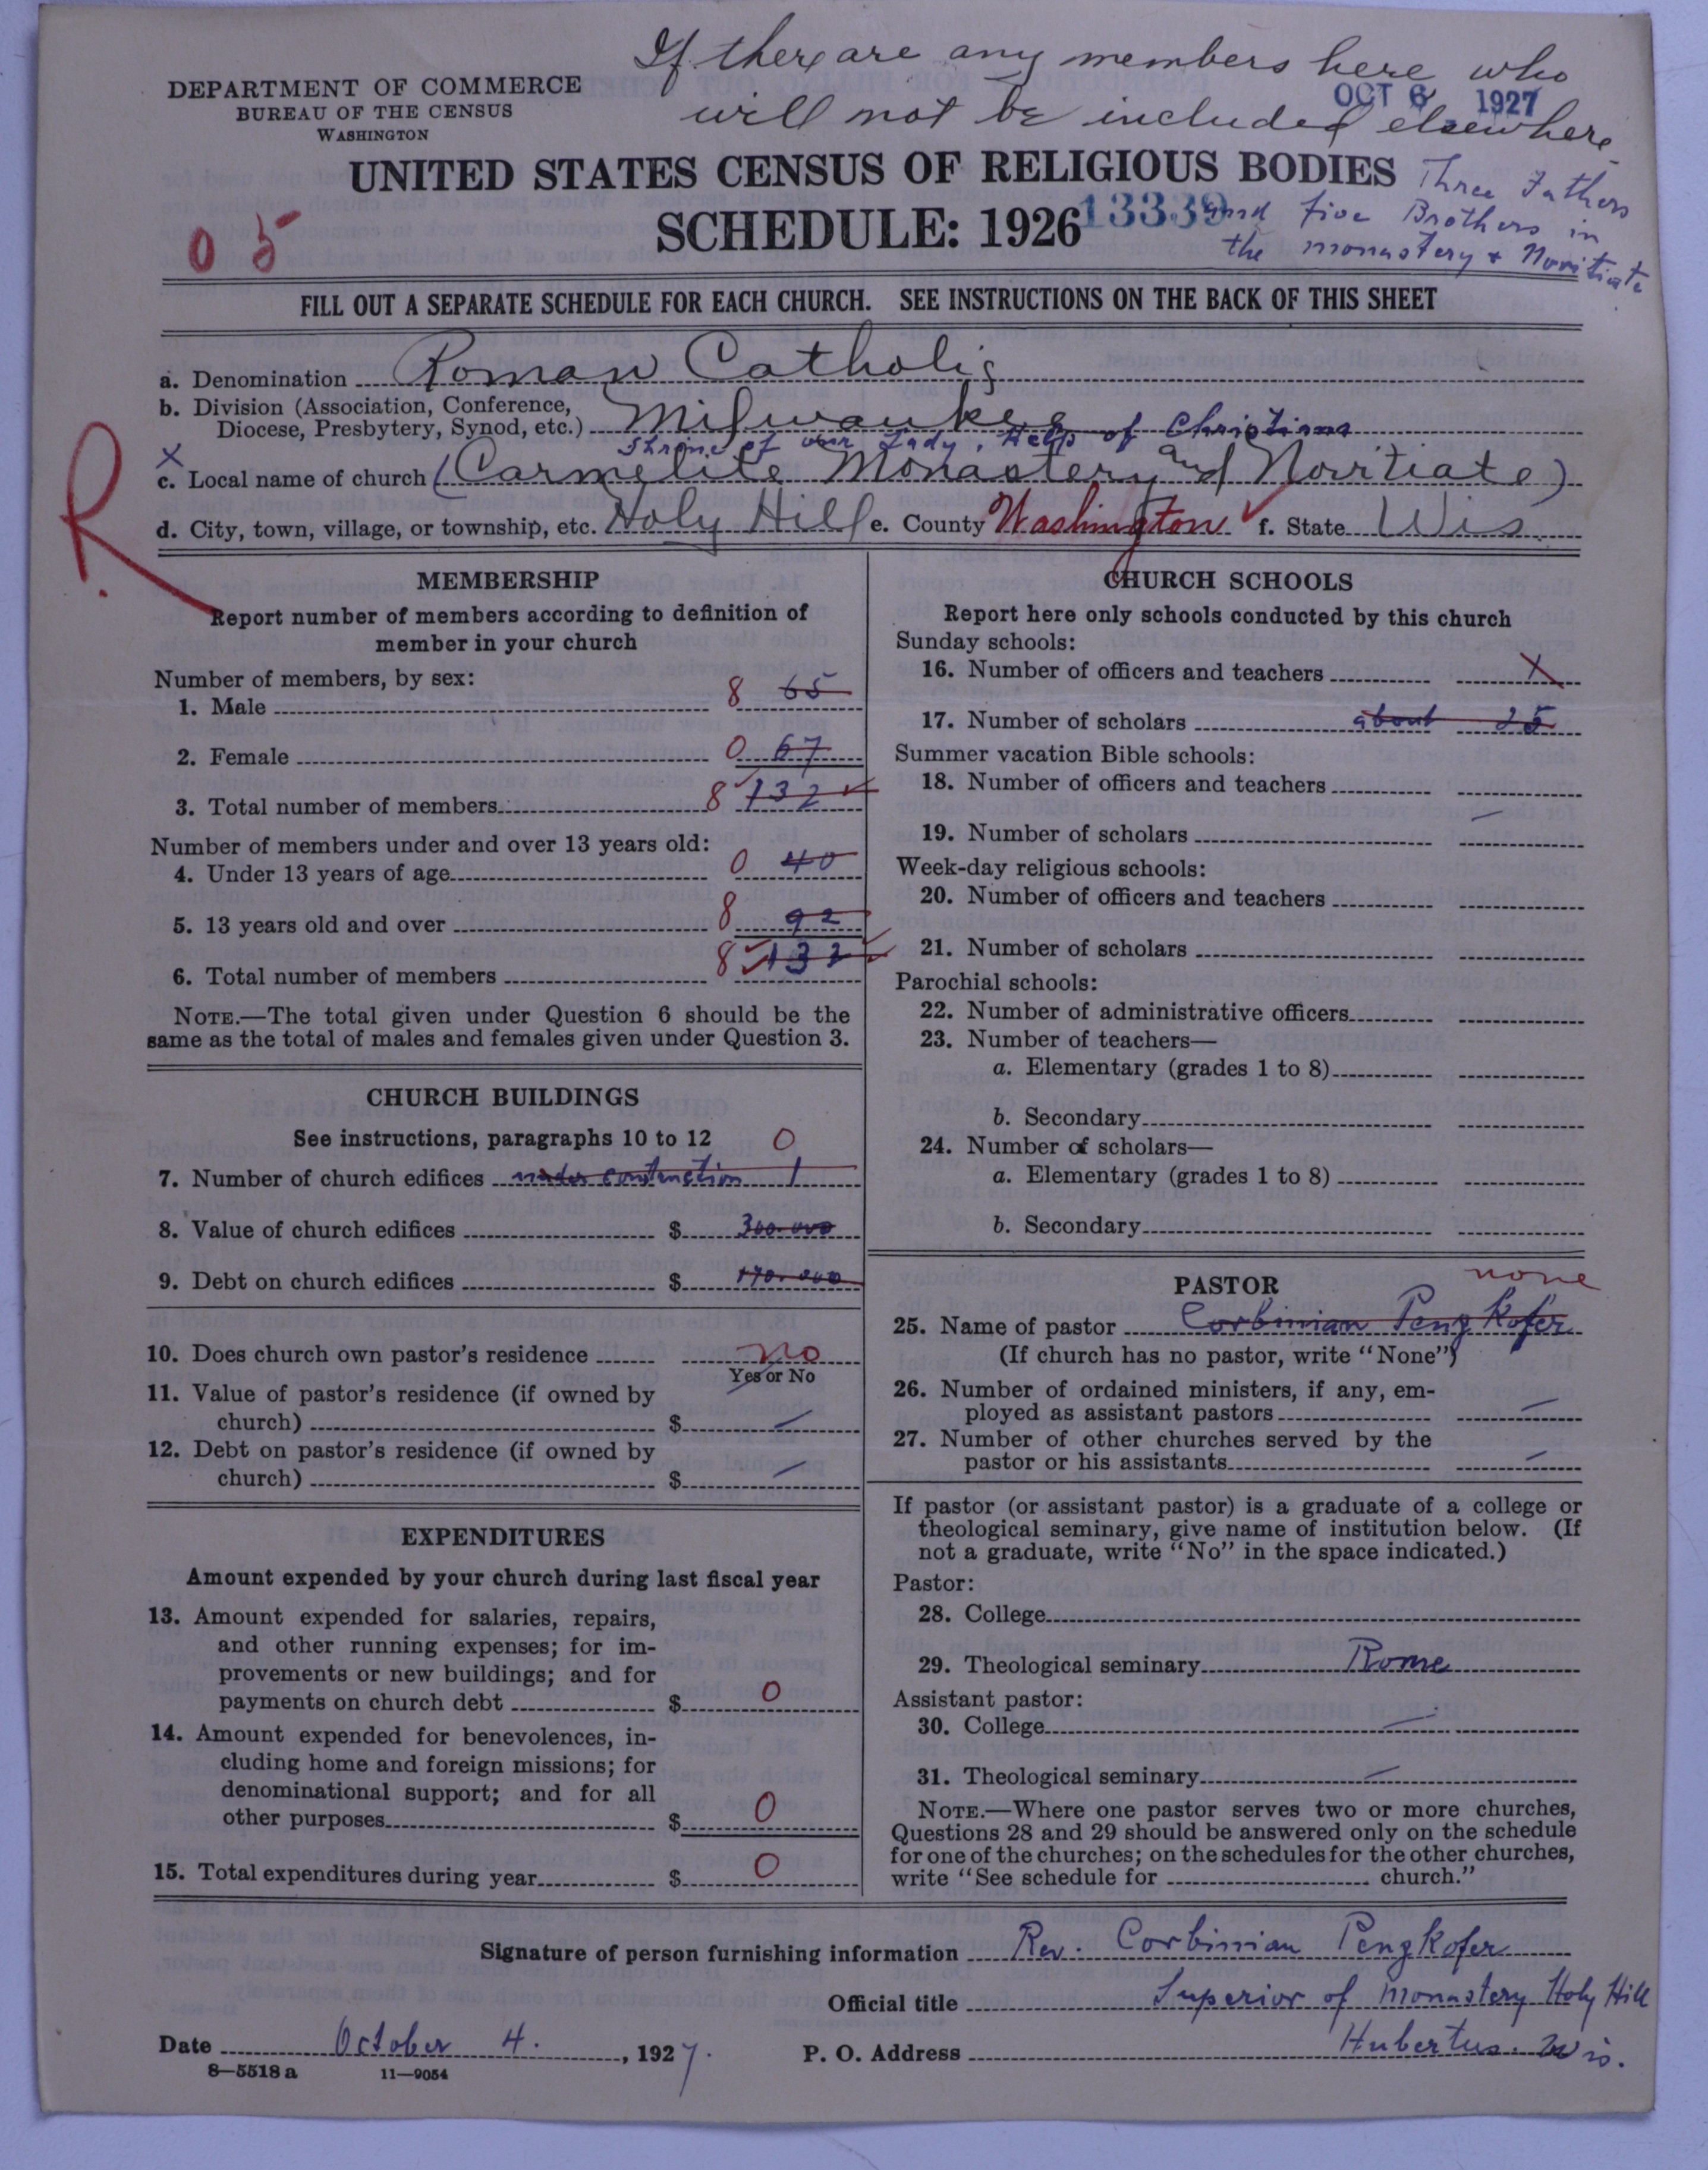 If there are any members here who
DEPARTMENT OF COMMERCE
BUREAU OF THE CENSUS
WASHINGTON
OCT 6 1927
will not be included elsewhere.
UNITED STATES CENSUS OF RELIGIOUS BODIES
SCHEDULE: 1926
13339
Three Fathers
and five Brothers in
the monastery + Novitiate
0 5
FILL OUT A SEPARATE SCHEDULE FOR EACH CHURCH. SEE INSTRUCTIONS ON THE BACK OF THIS SHEET
R.
a. Denomination Roman Catholic
b. Division (Association, Conference,
Diocese, Presbytery, Synod, etc.) Milwaukee
Shrine of our Lady, Help of Christians
X
c. Local name of church (Carmelite Monastery and Novitiate)
d. City, town, village, or township, etc. Holy Hill e. County Washington f. State Wis.
MEMBERSHIP
Report number of members according to definition of
member in your church
Number of members, by sex:
1. Male 8 65
2. Female 0 67
3. Total number of members 8 132
Number of members under and over 13 years old:
4. Under 13 years of age 0 40
5. 13 years old and over 8 92
6. Total number of members 8 132
NOTE.—The total given under Question 6 should be the
same as the total of males and females given under Question 3.
CHURCH BUILDINGS
See instructions, paragraphs 10 to 12 0
7. Number of church edifices under construction 1
8. Value of church edifices $ 300.000
9. Debt on church edifices $ 170.000
10. Does church own pastor's residence no
Yes or No
11. Value of pastor's residence (if owned by
church) $ —
12. Debt on pastor's residence (if owned by
church) $ —
EXPENDITURES
Amount expended by your church during last fiscal year
13. Amount expended for salaries, repairs,
and other running expenses; for im-
provements or new buildings; and for
payments on church debt $ 0
14. Amount expended for benevolences, in-
cluding home and foreign missions; for
denominational support; and for all
other purposes $ 0
15. Total expenditures during year $ 0
CHURCH SCHOOLS
Report here only schools conducted by this church
Sunday schools:
16. Number of officers and teachers 1
17. Number of scholars about 25
Summer vacation Bible schools:
18. Number of officers and teachers
19. Number of scholars —
Week-day religious schools:
20. Number of officers and teachers
21. Number of scholars
Parochial schools:
22. Number of administrative officers
23. Number of teachers—
a. Elementary (grades 1 to 8)
b. Secondary
24. Number of scholars—
a. Elementary (grades 1 to 8)
b. Secondary
PASTOR none
25. Name of pastor Corbinian Pengkofer
(If church has no pastor, write "None")
26. Number of ordained ministers, if any, em-
ployed as assistant pastors —
27. Number of other churches served by the
pastor or his assistants —
If pastor (or assistant pastor) is a graduate of a college or
theological seminary, give name of institution below. (If
not a graduate, write "No" in the space indicated.)
Pastor:
28. College
29. Theological seminary Rome
Assistant pastor:
30. College —
31. Theological seminary —
NOTE.—Where one pastor serves two or more churches,
Questions 28 and 29 should be answered only on the schedule
for one of the churches; on the schedules for the other churches,
write "See schedule for church."
Signature of person furnishing information Rev. Corbinian Pengkofer
Official title Superior of Monastery Holy Hill
Date October 4. , 1927. P. O. Address Hubertus. Wis.
8—5518 a 11—9054